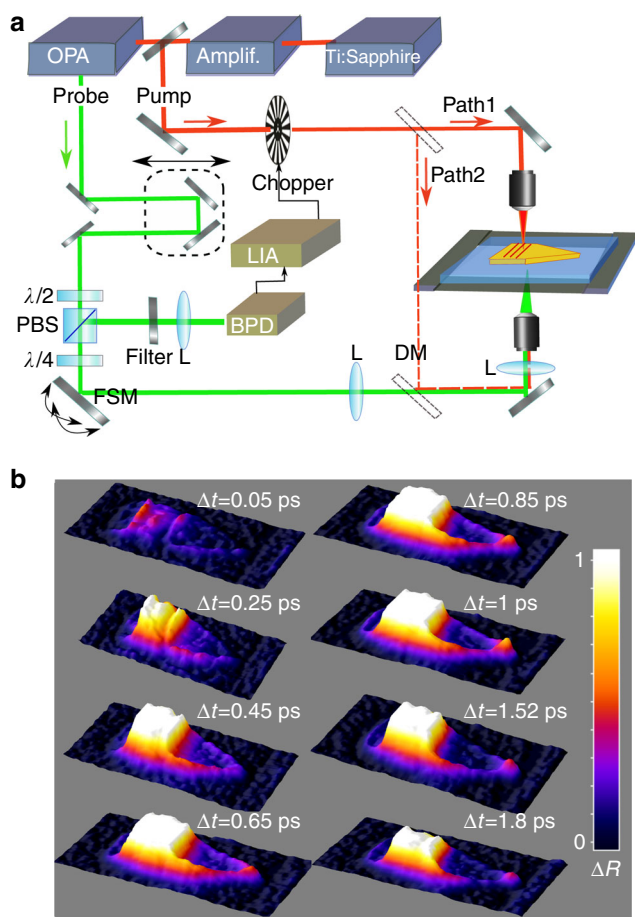 a
OPA
Amplif.
Ti:Sapphire
Probe
Pump
Path1
Path2
Chopper
LIA
λ/2
PBS
BPD
Filter L
λ/4
FSM
L
DM
L
b
Δt=0.05 ps
Δt=0.85 ps
1
Δt=0.25 ps
Δt=1 ps
Δt=0.45 ps
Δt=1.52 ps
Δt=0.65 ps
Δt=1.8 ps
0
ΔR